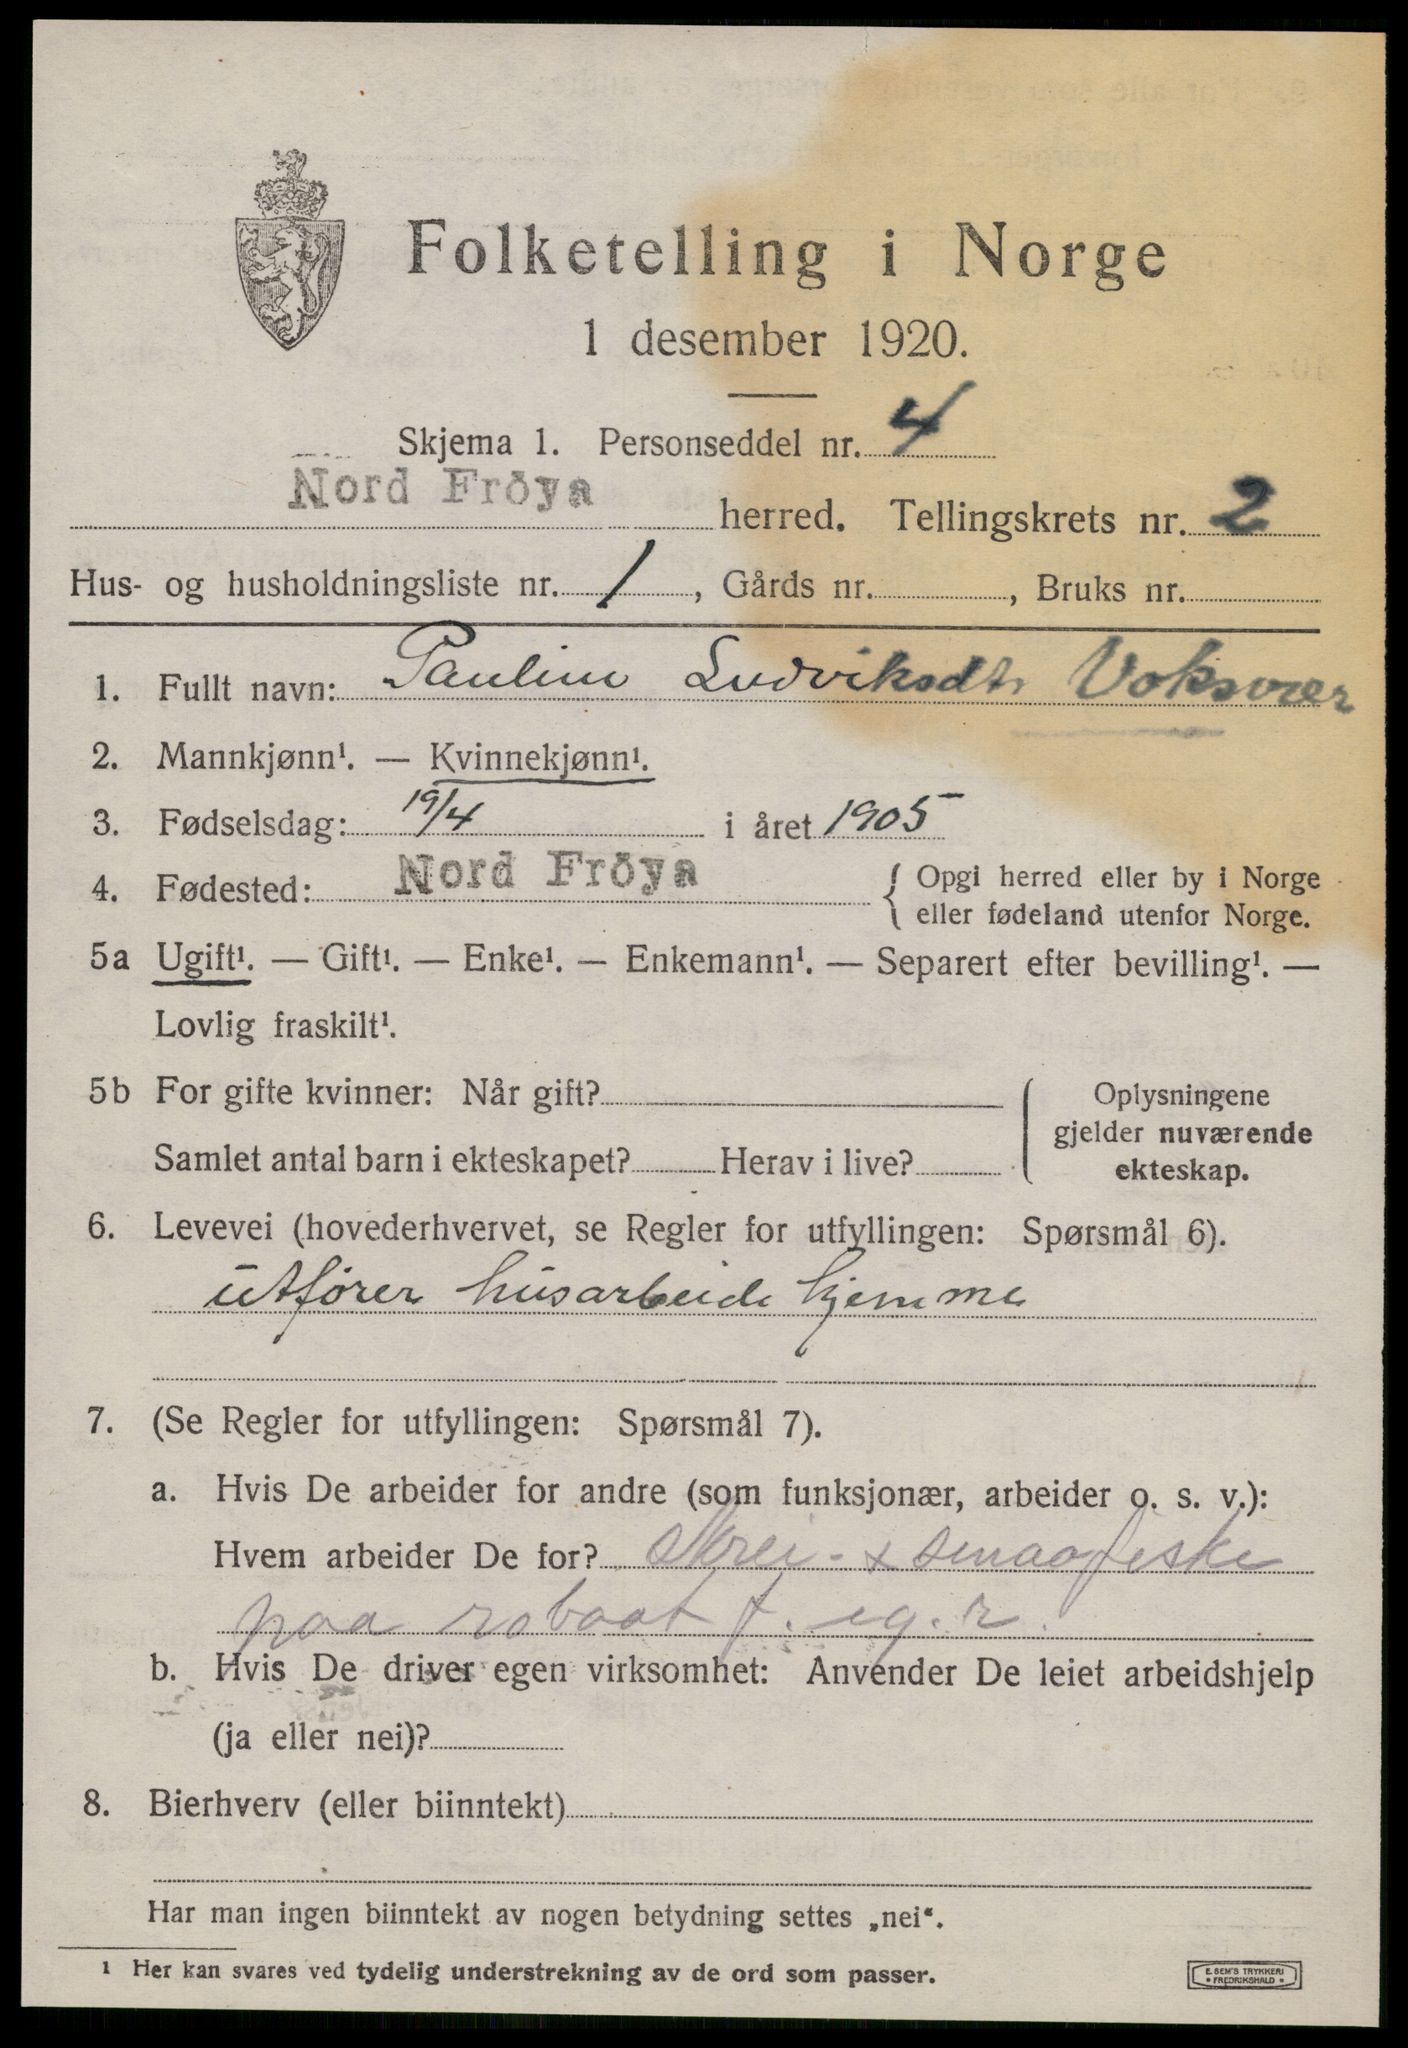 Folketelling i Norge
1 desember 1920.
Skjema 1. Personseddel nr. 4
Nord Fröya herred. Tellingskrets nr. 2
Hus- og husholdningsliste nr. 1, Gårds nr. , Bruks nr.
1. Fullt navn: Pauline Ludviksdtr Voksvær
2. Mannkjønn¹. — Kvinnekjønn¹.
3. Fødselsdag: 19/4 i året 1905
4. Fødested: Nord Fröya { Opgi herred eller by i Norge
eller fødeland utenfor Norge.
5a Ugift¹. — Gift¹. — Enke¹. — Enkemann¹. — Separert efter bevilling¹. —
Lovlig fraskilt¹.
5b For gifte kvinner: Når gift?
Samlet antal barn i ekteskapet? Herav i live?
Oplysningene
gjelder nuværende
ekteskap.
6. Levevei (hovederhvervet, se Regler for utfyllingen: Spørsmål 6).
utfører husarbeide hjemme
7. (Se Regler for utfyllingen: Spørsmål 7).
a. Hvis De arbeider for andre (som funksjonær, arbeider o. s. v.):
Hvem arbeider De for? Skrei- x smaafiske
paa robaat f. eg. r.
b. Hvis De driver egen virksomhet: Anvender De leiet arbeidshjelp
(ja eller nei)?
8. Bierhverv (eller biinntekt)
Har man ingen biinntekt av nogen betydning settes „nei“.
¹ Her kan svares ved tydelig understrekning av de ord som passer.
E. SEM'S TRYKKERI
• FREDRIKSHALD •